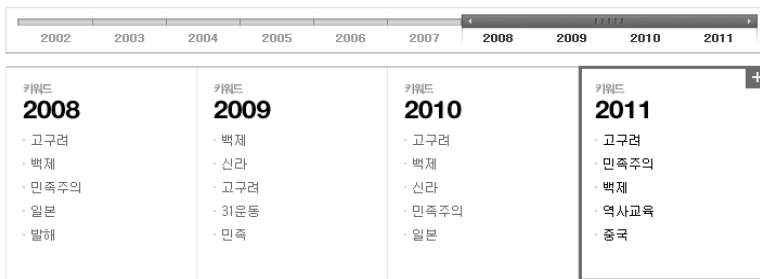 2002 2003 2004 2005 2006 2007 2008 2009 2010 2011
키워드
2008
· 고구려
· 백제
· 민족주의
· 일본
· 발해
키워드
2009
· 백제
· 신라
· 고구려
· 31운동
· 민족
키워드
2010
· 고구려
· 백제
· 신라
· 민족주의
· 일본
키워드
2011
· 고구려
· 민족주의
· 백제
· 역사교육
· 중국